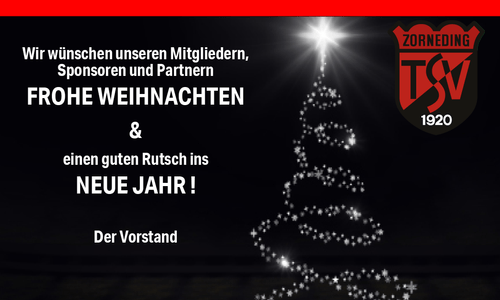 Wir wünschen unseren Mitgliedern,
Sponsoren und Partnern
FROHE WEIHNACHTEN
&
einen guten Rutsch ins
NEUE JAHR !
Der Vorstand
ZORNEDING
TSV
1920